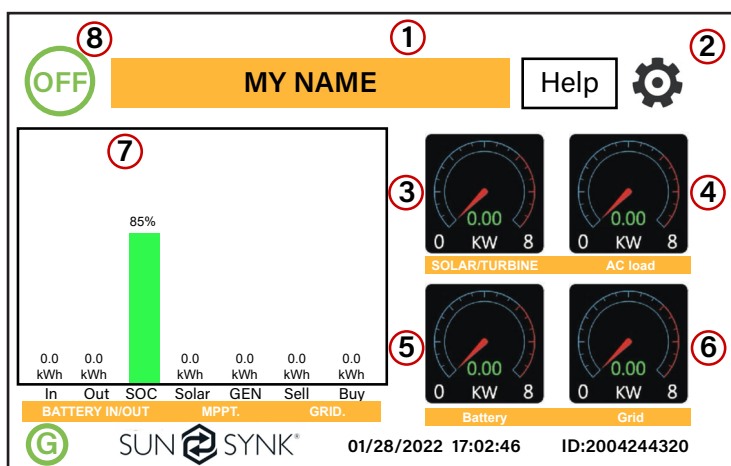 8
1
2
OFF
MY NAME
Help
7
85%
0.0 0.0 0.0 0.0 0.0 0.0
kWh kWh kWh kWh kWh kWh
In Out SOC Solar GEN Sell Buy
BATTERY IN/OUT MPPT. GRID.
3
0.00
0 KW 8
SOLAR/TURBINE
4
0.00
0 KW 8
AC load
5
0.00
0 KW 8
Battery
6
0.00
0 KW 8
Grid
G
SUN SYNK®
01/28/2022 17:02:46
ID:2004244320